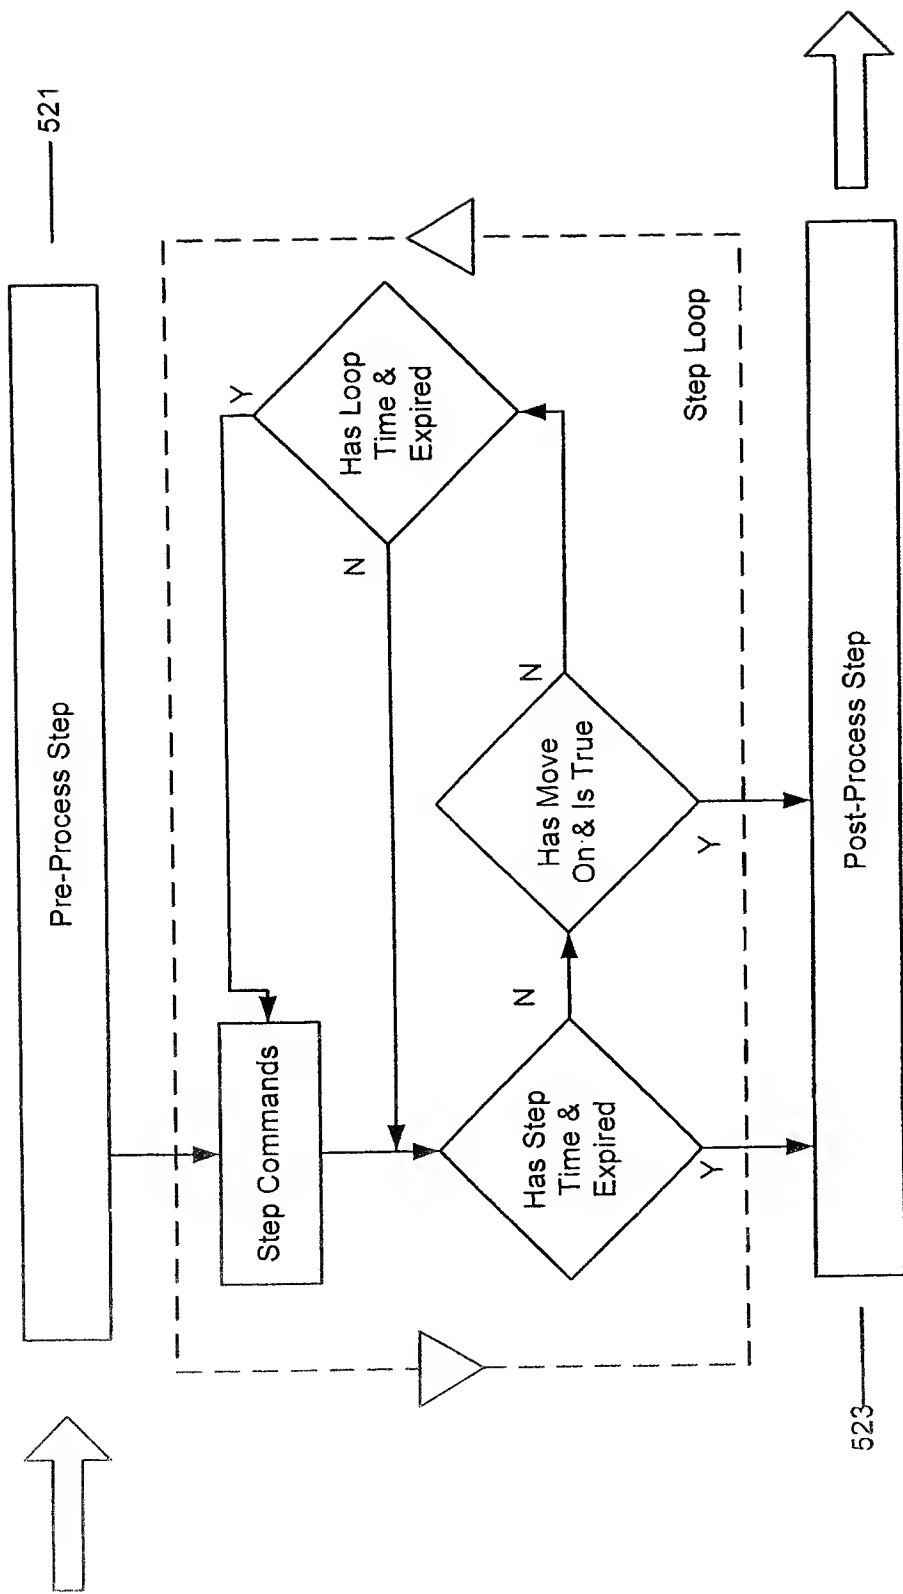 521
Pre-Process Step
Y
Has Loop
Time &
Expired
N
Step Commands
Has Step
Time &
Expired
N
Y
Has Move
On & Is True
N
Y
Step Loop
Post-Process Step
523